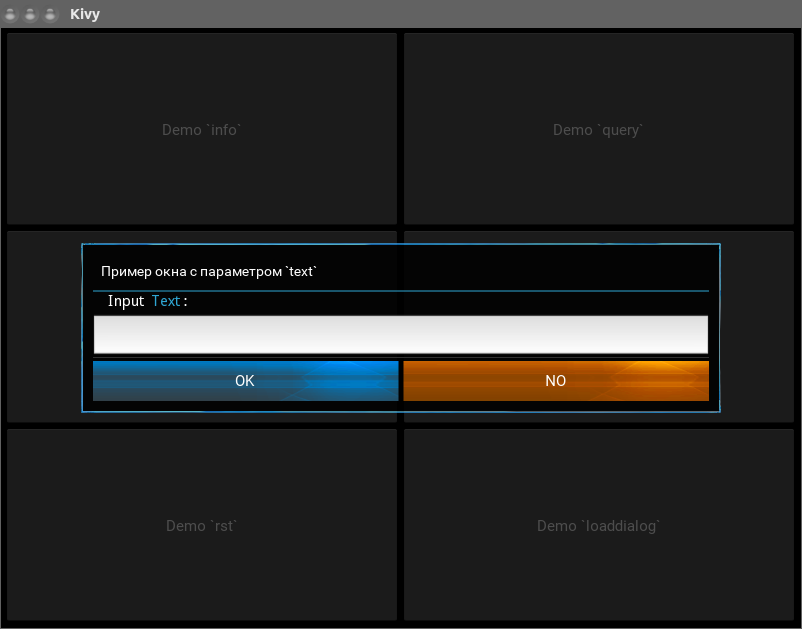 Kivy
Demo `info`
Demo `query`
Пример окна с параметром `text`
Input Text:
OK
NO
Demo `rst`
Demo `loaddialog`